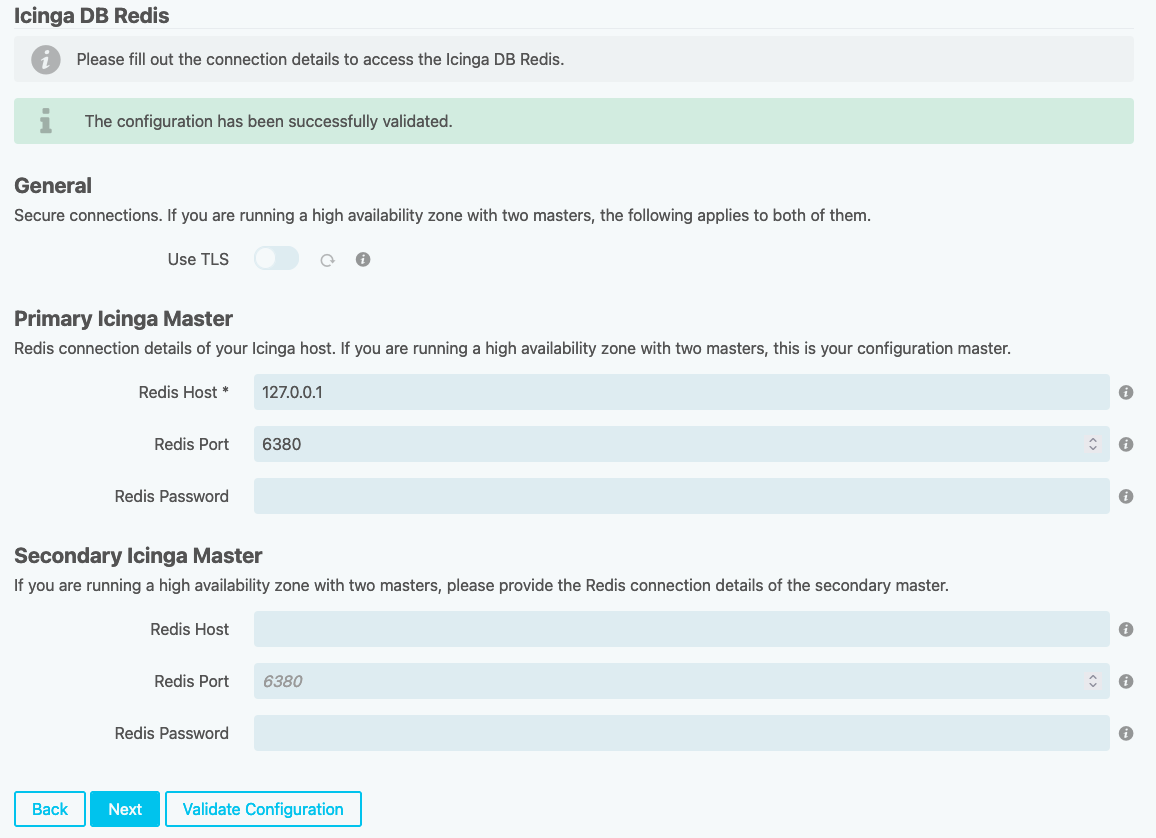 Icinga DB Redis
Please fill out the connection details to access the Icinga DB Redis.
The configuration has been successfully validated.
General
Secure connections. If you are running a high availability zone with two masters, the following applies to both of them.
Use TLS
Primary Icinga Master
Redis connection details of your Icinga host. If you are running a high availability zone with two masters, this is your configuration master.
Redis Host * 127.0.0.1
Redis Port 6380
Redis Password
Secondary Icinga Master
If you are running a high availability zone with two masters, please provide the Redis connection details of the secondary master.
Redis Host
Redis Port 6380
Redis Password
Back Next Validate Configuration